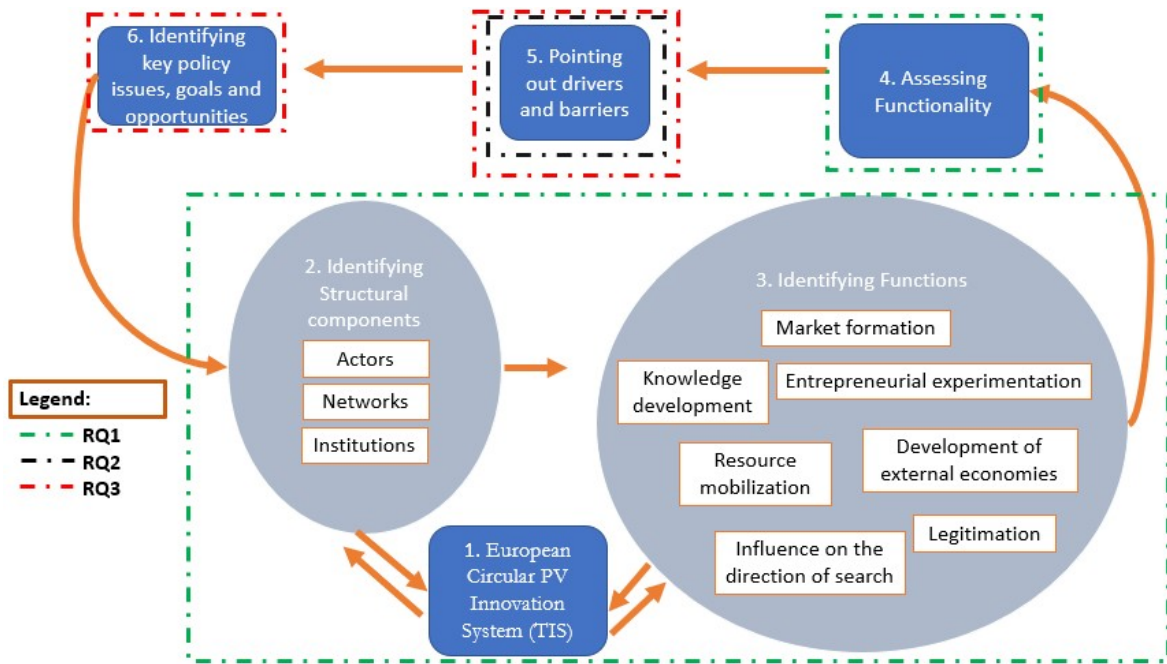 6. Identifying
key policy
issues, goals and
opportunities
5. Pointing
out drivers
and barriers
4. Assessing
Functionality
2. Identifying
Structural
components
Actors
Networks
Institutions
3. Identifying Functions
Market formation
Knowledge
development
Entrepreneurial experimentation
Resource
mobilization
Development of
external economies
Influence on the
direction of search
Legitimation
1. European
Circular PV
Innovation
System (TIS)
Legend:
RQ1
RQ2
RQ3